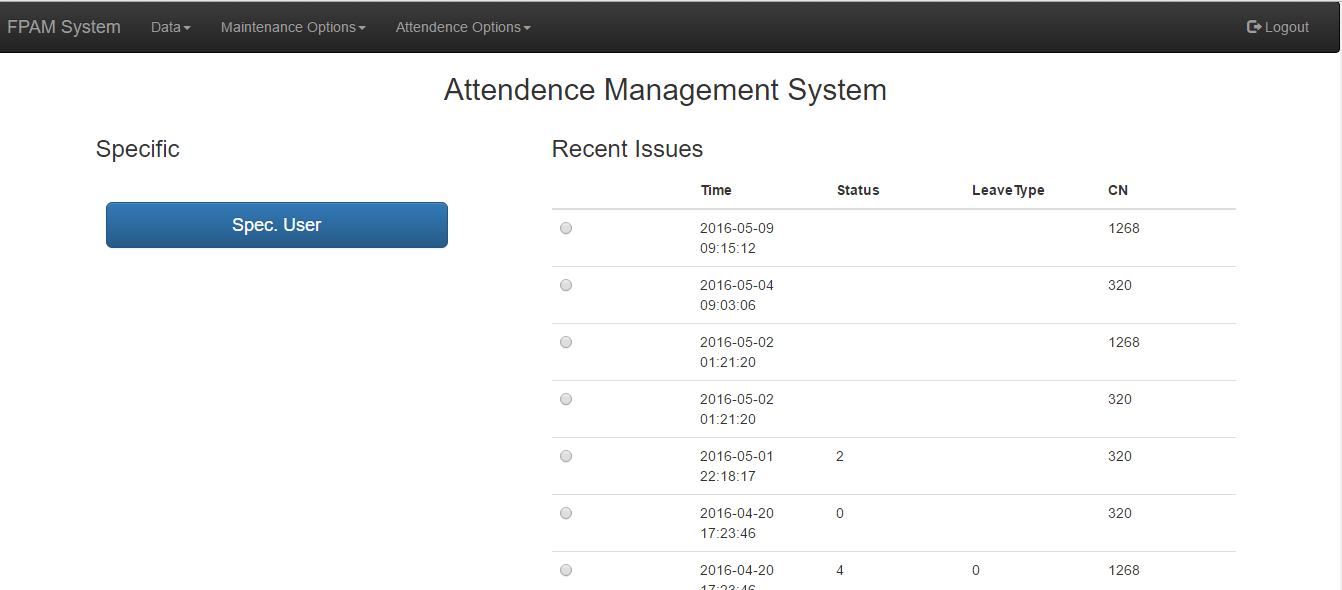 FPAM System Data Maintenance Options Attendence Options Logout
Attendence Management System
Specific
Spec. User
Recent Issues
Time Status LeaveType CN
2016-05-09 1268
09:15:12
2016-05-04 320
09:03:06
2016-05-02 1268
01:21:20
2016-05-02 320
01:21:20
2016-05-01 2 320
22:18:17
2016-04-20 0 320
17:23:46
2016-04-20 4 0 1268
17:23:46